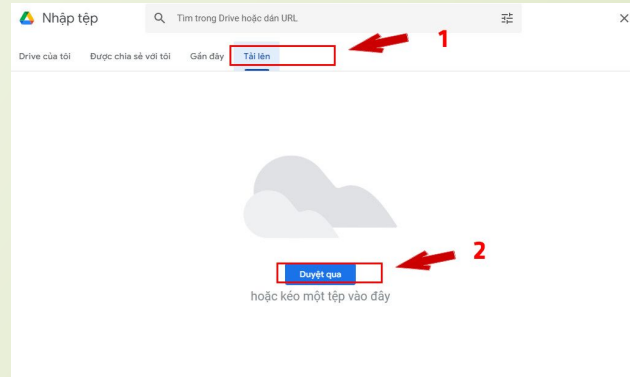 Nhập tệp
Tìm trong Drive hoặc dán URL
1
Drive của tôi Được chia sẻ với tôi Gần đây Tải lên
2
Duyệt qua
hoặc kéo một tệp vào đây